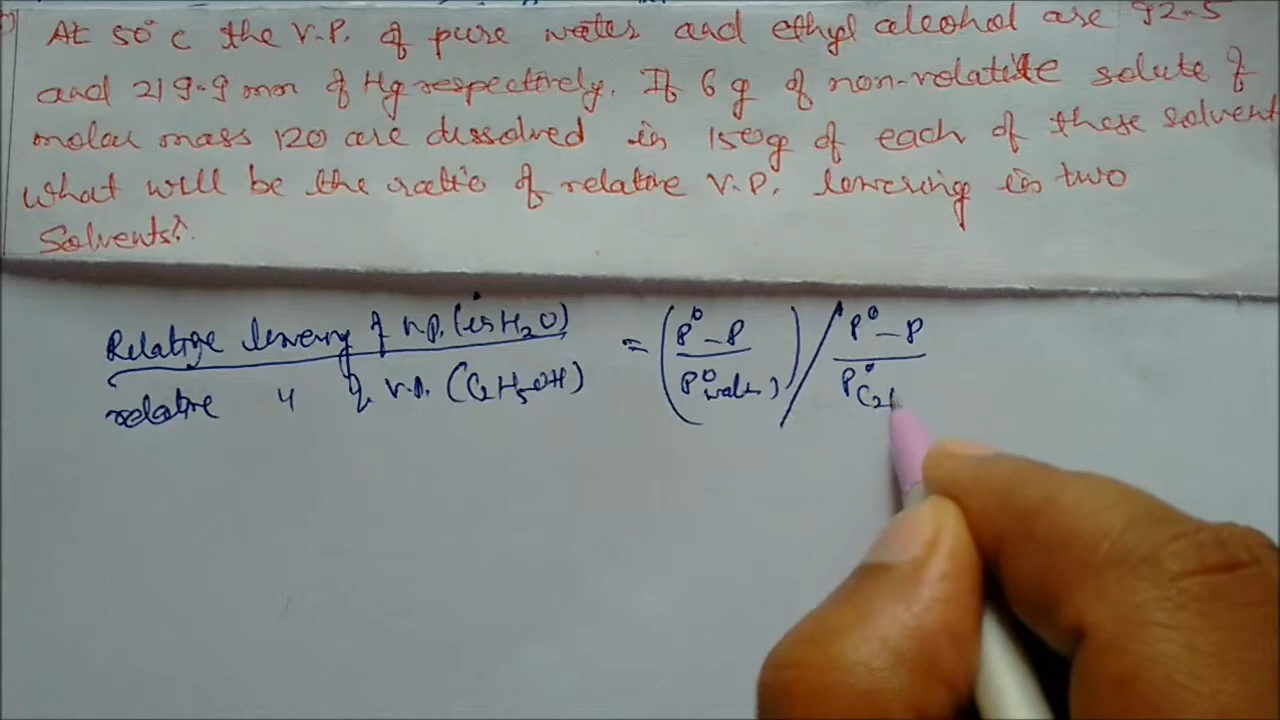 At 50°c the V.P. of pure water and ethyl alcohol are 92.5
and 219.9 mm of Hg respectively. If 6 g of non-volatile solute of
molar mass 120 are dissolved in 150g of each of these solvent
what will be the ratio of relative V.P. lowering in two
Solvents?
Relative lowering of v.p. (in H2O) = (P° - P / P° - P
relative " of v.p. (C2H5OH) P°water) P°C2